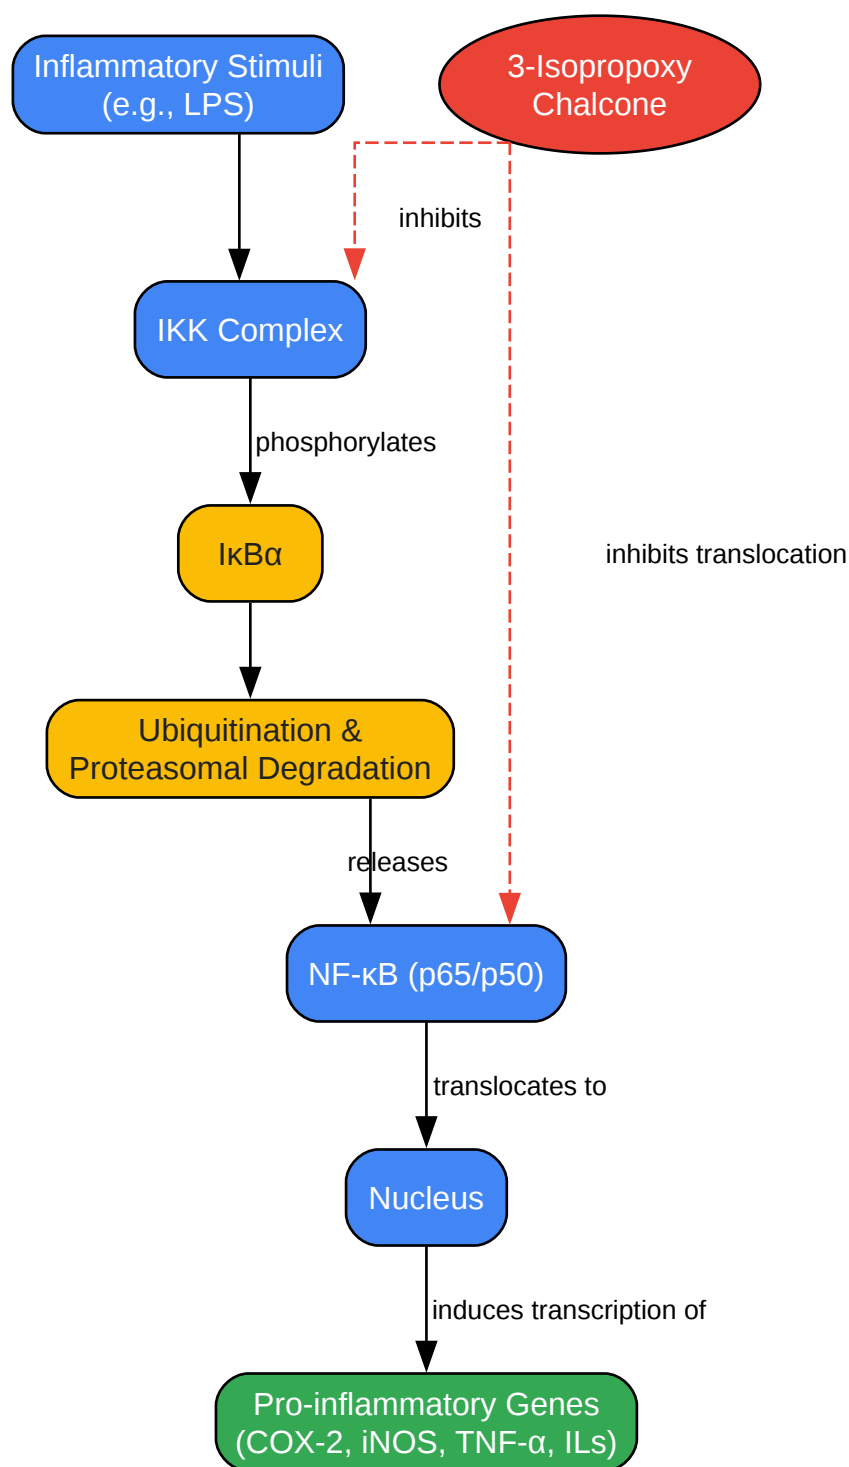 Inflammatory Stimuli
(e.g., LPS)
3-Isopropoxy
Chalcone
inhibits
IKK Complex
phosphorylates
IκBα
inhibits translocation
Ubiquitination &
Proteasomal Degradation
releases
NF-κB (p65/p50)
translocates to
Nucleus
induces transcription of
Pro-inflammatory Genes
(COX-2, iNOS, TNF-α, ILs)